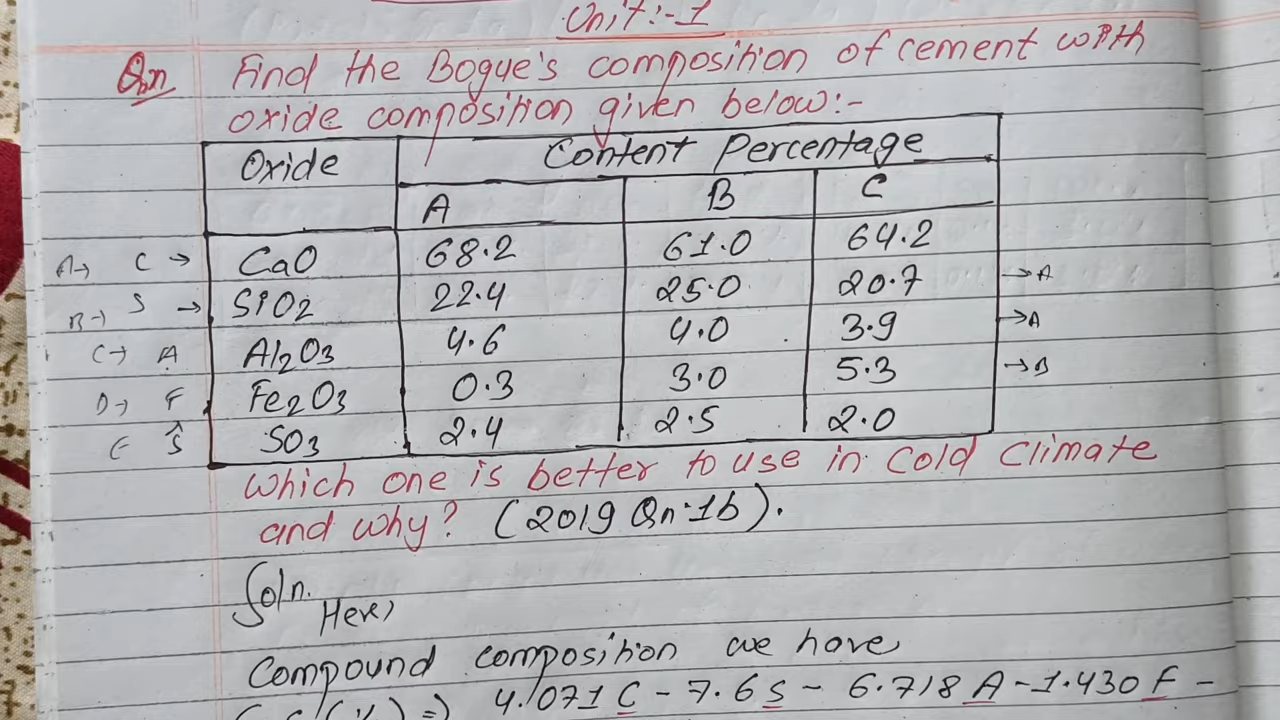 Unit:-1
Qn Find the Bogue's composition of cement with
oxide composition given below:-
Oxide Content Percentage
A B C
A→ C → CaO 68.2 61.0 64.2
B→ S → SiO2 22.4 25.0 20.7 →A
C→ A Al2O3 4.6 4.0 3.9 →A
D→ F Fe2O3 0.3 3.0 5.3 →B
E Ŝ SO3 2.4 2.5 2.0
Which one is better to use in cold climate
and why? (2019 Qn.1b).
Soln.
Here,
Compound composition we have,
4.071C - 7.6S - 6.718A - 1.430F -